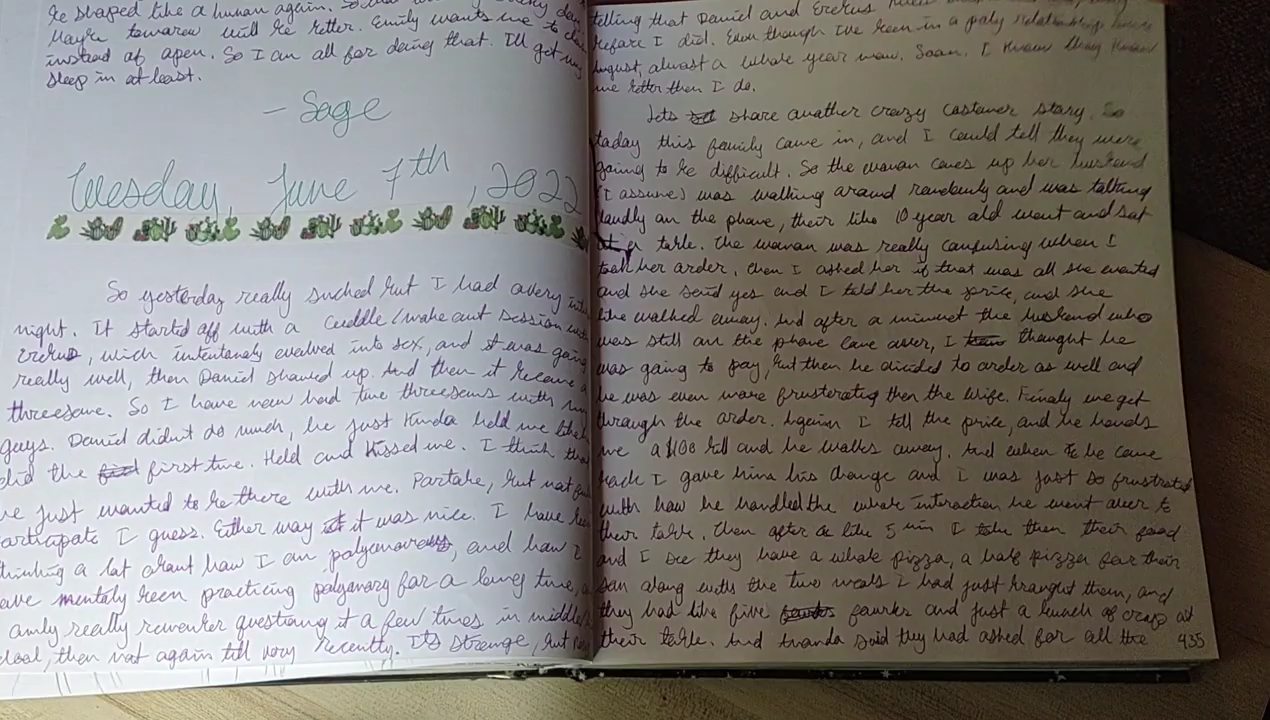 be shaped like a human again. So
Maybe tomarow will be better. Emily wants me to
instead of open. So I am all for doing that. I'll get my
sleep in at least.
- Sage
Tuesday, June 7th, 2022
So yesterday really sucked but I had a very
night. It started off with a cuddle/make out session
, wich evolved into sex, and it was going
really well, then Daniel showed up. And then it became a
threesome. So I have now had two threesoms with my
guys. Daniel didn't do much, he just kinda held me like he
did the first time. Held and kissed me. I think that
he just wanted to be there with me. Partake, but not
participate I guess. Either way it was nice. I have been
thinking a lot about how I am polyamorous, and how I
have mentaly been practicing polyamory for a long time,
only really remember questioning it a few times in middle
, then not again till very recently. It's strange, but
telling that Daniel and
before I did. Even though I've been in a poly relationship since
August, almost a whole year now. Soon. I know they know
me better then I do.
Lets share another crazy costomer story. So
today this family came in, and I could tell they were
going to be difficult. So the woman comes up her husband
(I assume) was walking around randomly and was talking
loudly on the phone, their like 10 year old went and sat
table. The woman was really confusing when I
took her order, then I asked her if that was all she wanted
and she said yes and I told her the price, and she
like walked away. And after a minuet the husband who
was still on the phone came over, I thought he
was going to pay, but then he decided to order as well and
he was even more frusterating then the wife. Finaly we get
through the order. Again I tell the price, and he hands
me a $100 bill and he walks away. And when he came
back I gave him his change and I was just so frustrated
with how he handled the whole interaction he went over to
their table. Then after a like 5 min I take them their food
and I see they have a whole pizza, a half pizza for their
son along with the two meals I had just brought them, and
they had like five and just a bunch of crap at
their table. And said they had asked for all the
435